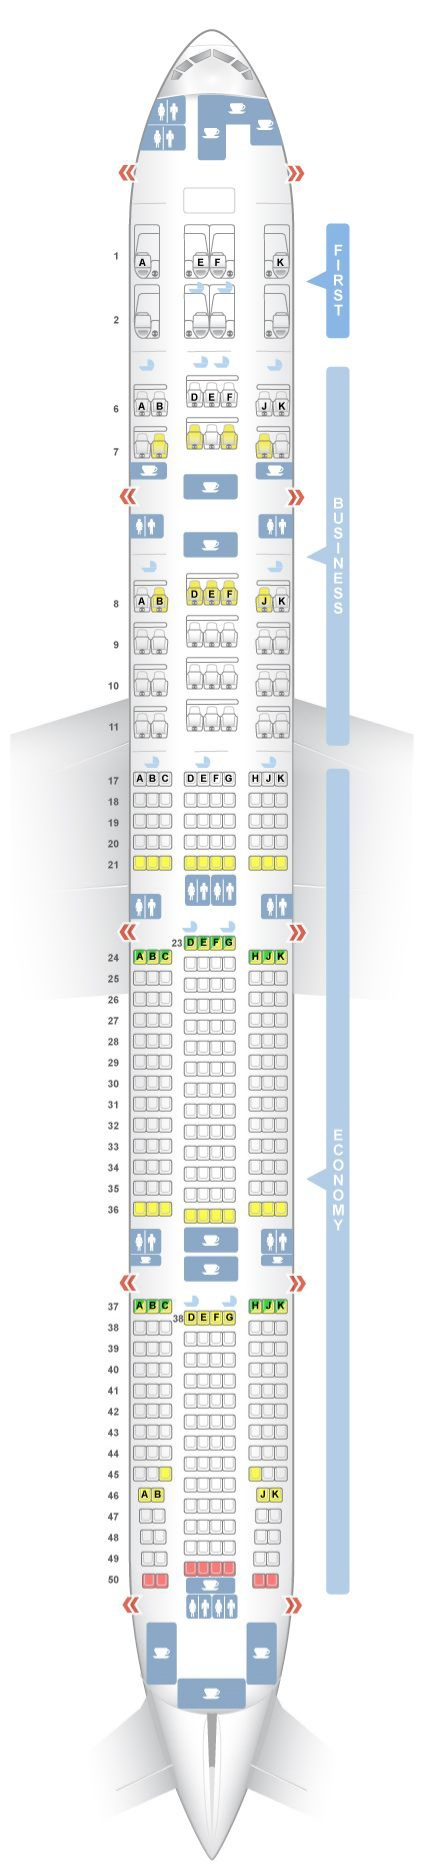 1 A E F K
2
FIRST
6 A B D E F J K
7
BUSINESS
8 A B D E F J K
9
10
11
17 A B C D E F G H J K
18
19
20
21
23 D E F G
24 A B C H J K
25
26
27
28
29
30
31
32
33
34
35
36
ECONOMY
37 A B C H J K
38 38 D E F G
39
40
41
42
43
44
45
46 A B J K
47
48
49
50